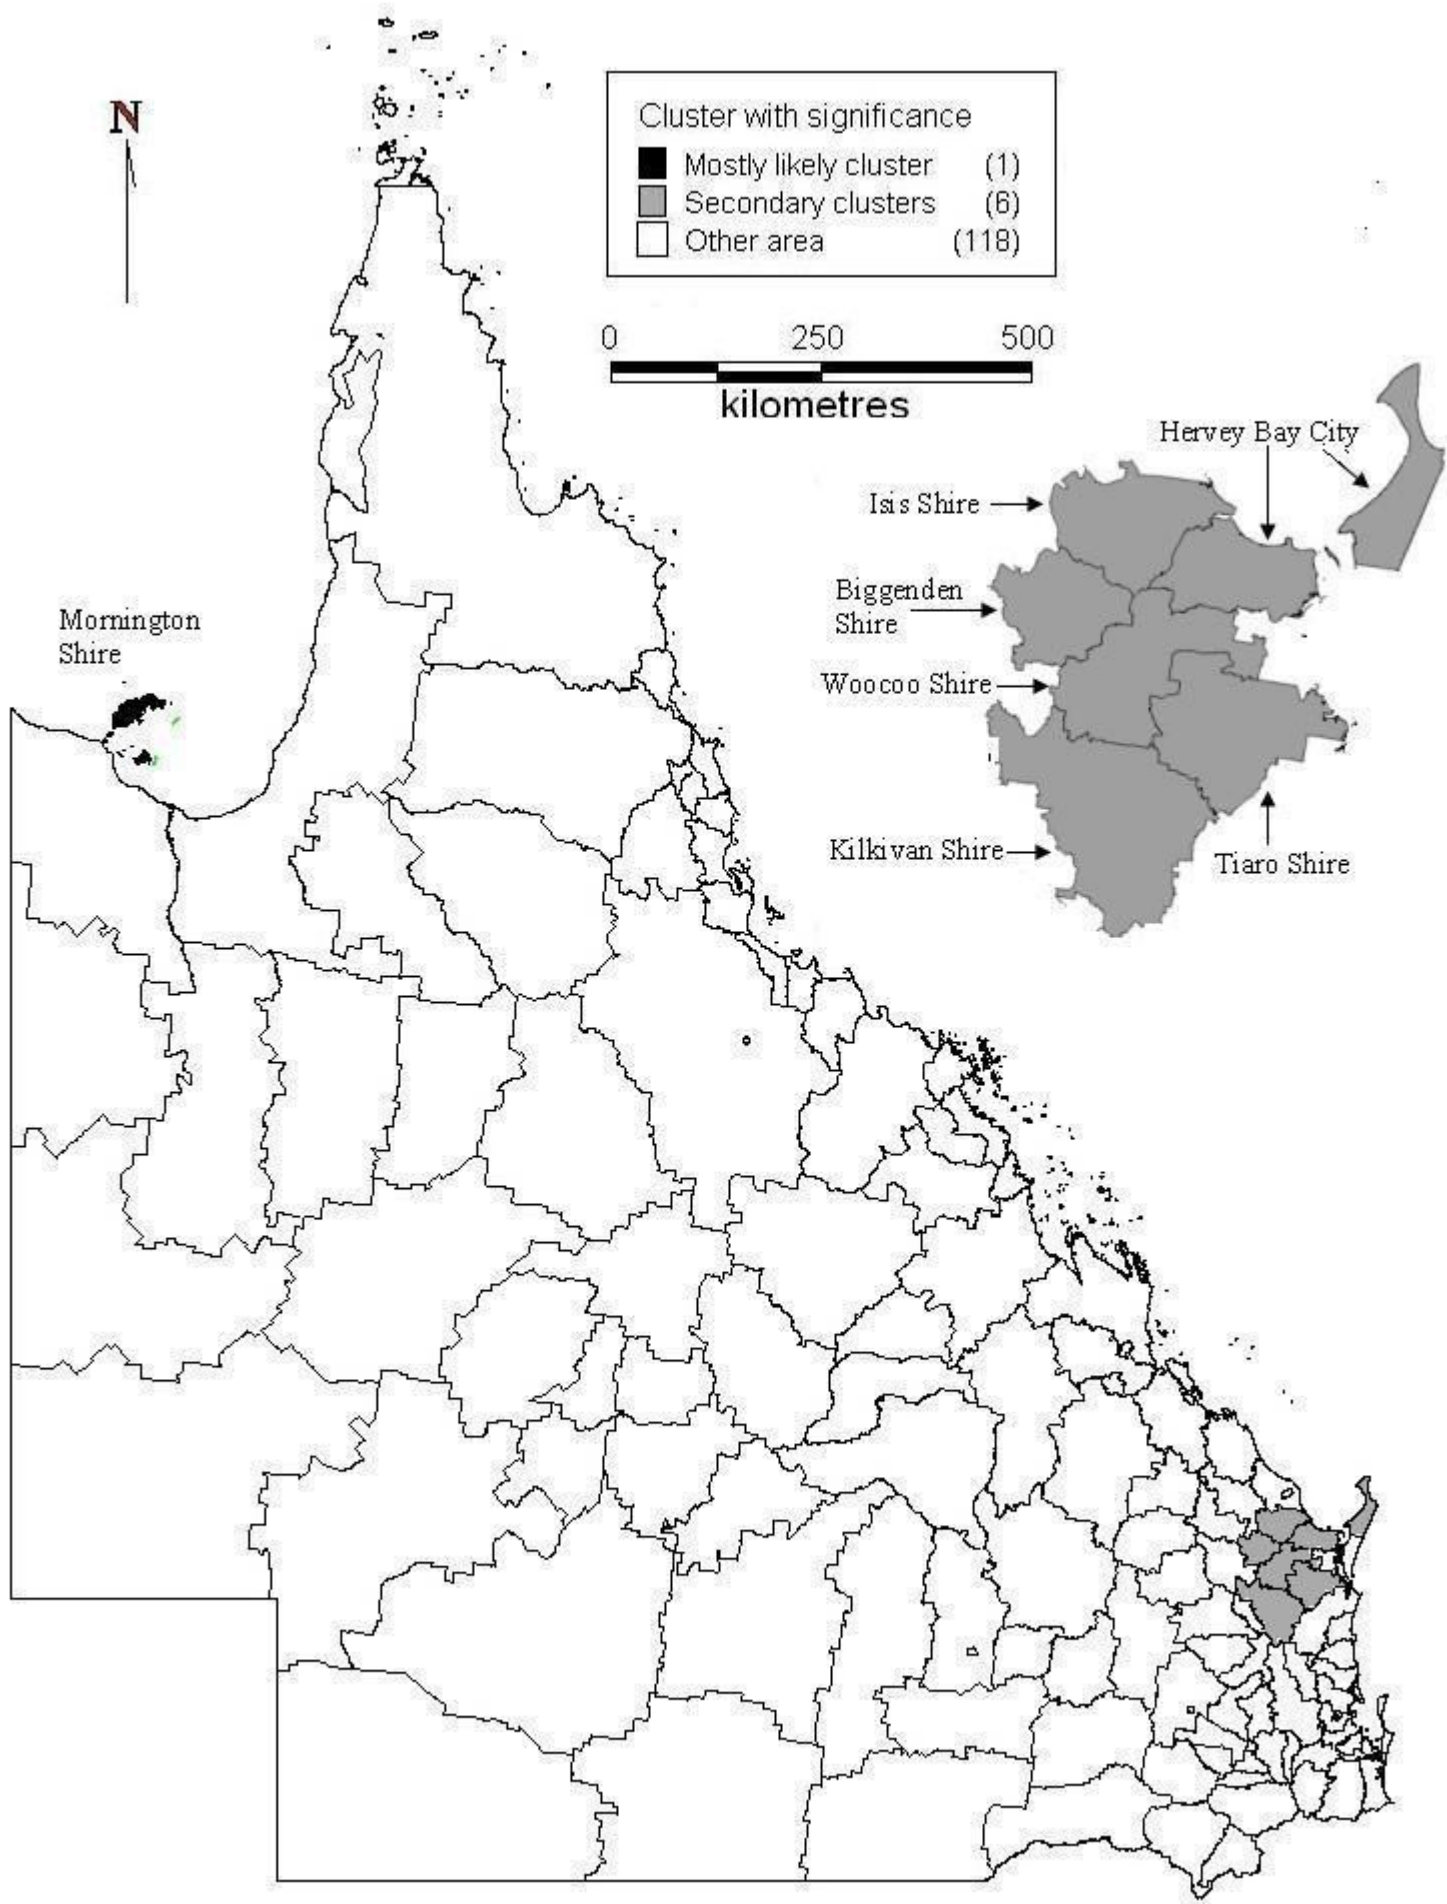 N
Cluster with significance
Mostly likely cluster (1)
Secondary clusters (6)
Other area (118)
0 250 500
kilometres
Hervey Bay City
Isis Shire
Biggenden
Shire
Mornington
Shire
Woocoo Shire
Kilkivan Shire
Tiaro Shire